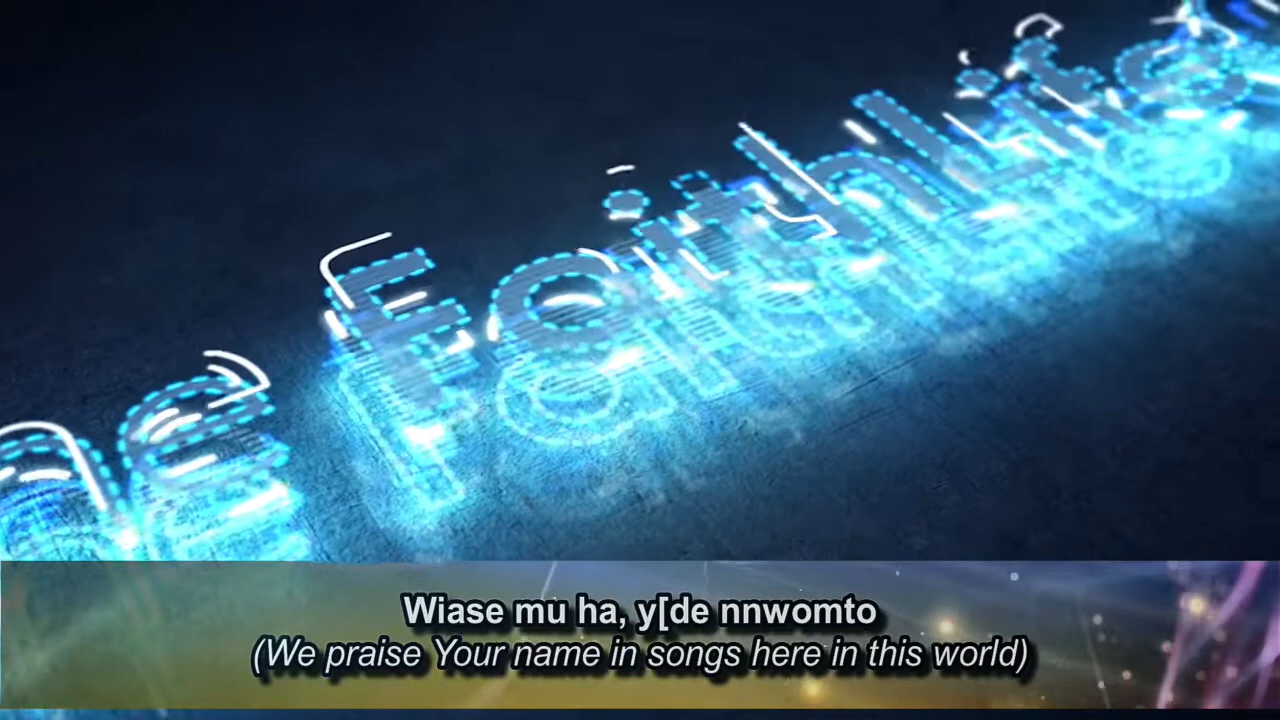 FaithLife
Wiase mu ha, y[de nnwomto
(We praise Your name in songs here in this world)